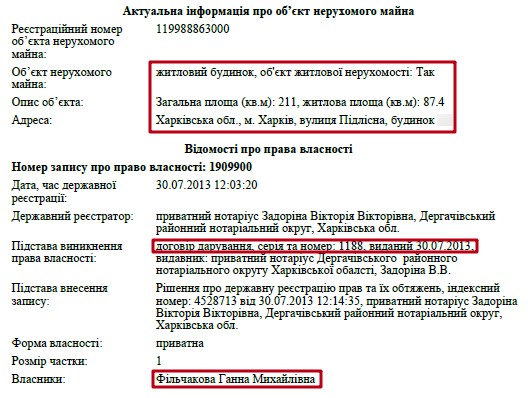 Актуальна інформація про об’єкт нерухомого майна
Реєстраційний номер 119988863000
об’єкта нерухомого
майна:
Об’єкт нерухомого житловий будинок, об'єкт житлової нерухомості: Так
майна:
Опис об’єкта: Загальна площа (кв.м): 211, житлова площа (кв.м): 87.4
Адреса: Харківська обл., м. Харків, вулиця Підлісна, будинок
Відомості про права власності
Номер запису про право власності: 1909900
Дата, час державної 30.07.2013 12:03:20
реєстрації:
Державний реєстратор: приватний нотаріус Задоріна Вікторія Вікторівна, Дергачівський
районний нотаріальний округ, Харківська обл.
Підстава виникнення договір дарування, серія та номер: 1188, виданий 30.07.2013,
права власності: видавник: приватний нотаріус Дергачівського районного
нотаріального округу Харківської обалсті, Задоріна В.В.
Підстава внесення Рішення про державну реєстрацію прав та їх обтяжень, індексний
запису: номер: 4528713 від 30.07.2013 12:14:35, приватний нотаріус Задоріна
Вікторія Вікторівна, Дергачівський районний нотаріальний округ,
Харківська обл.
Форма власності: приватна
Розмір частки: 1
Власники: Фільчакова Ганна Михайлівна